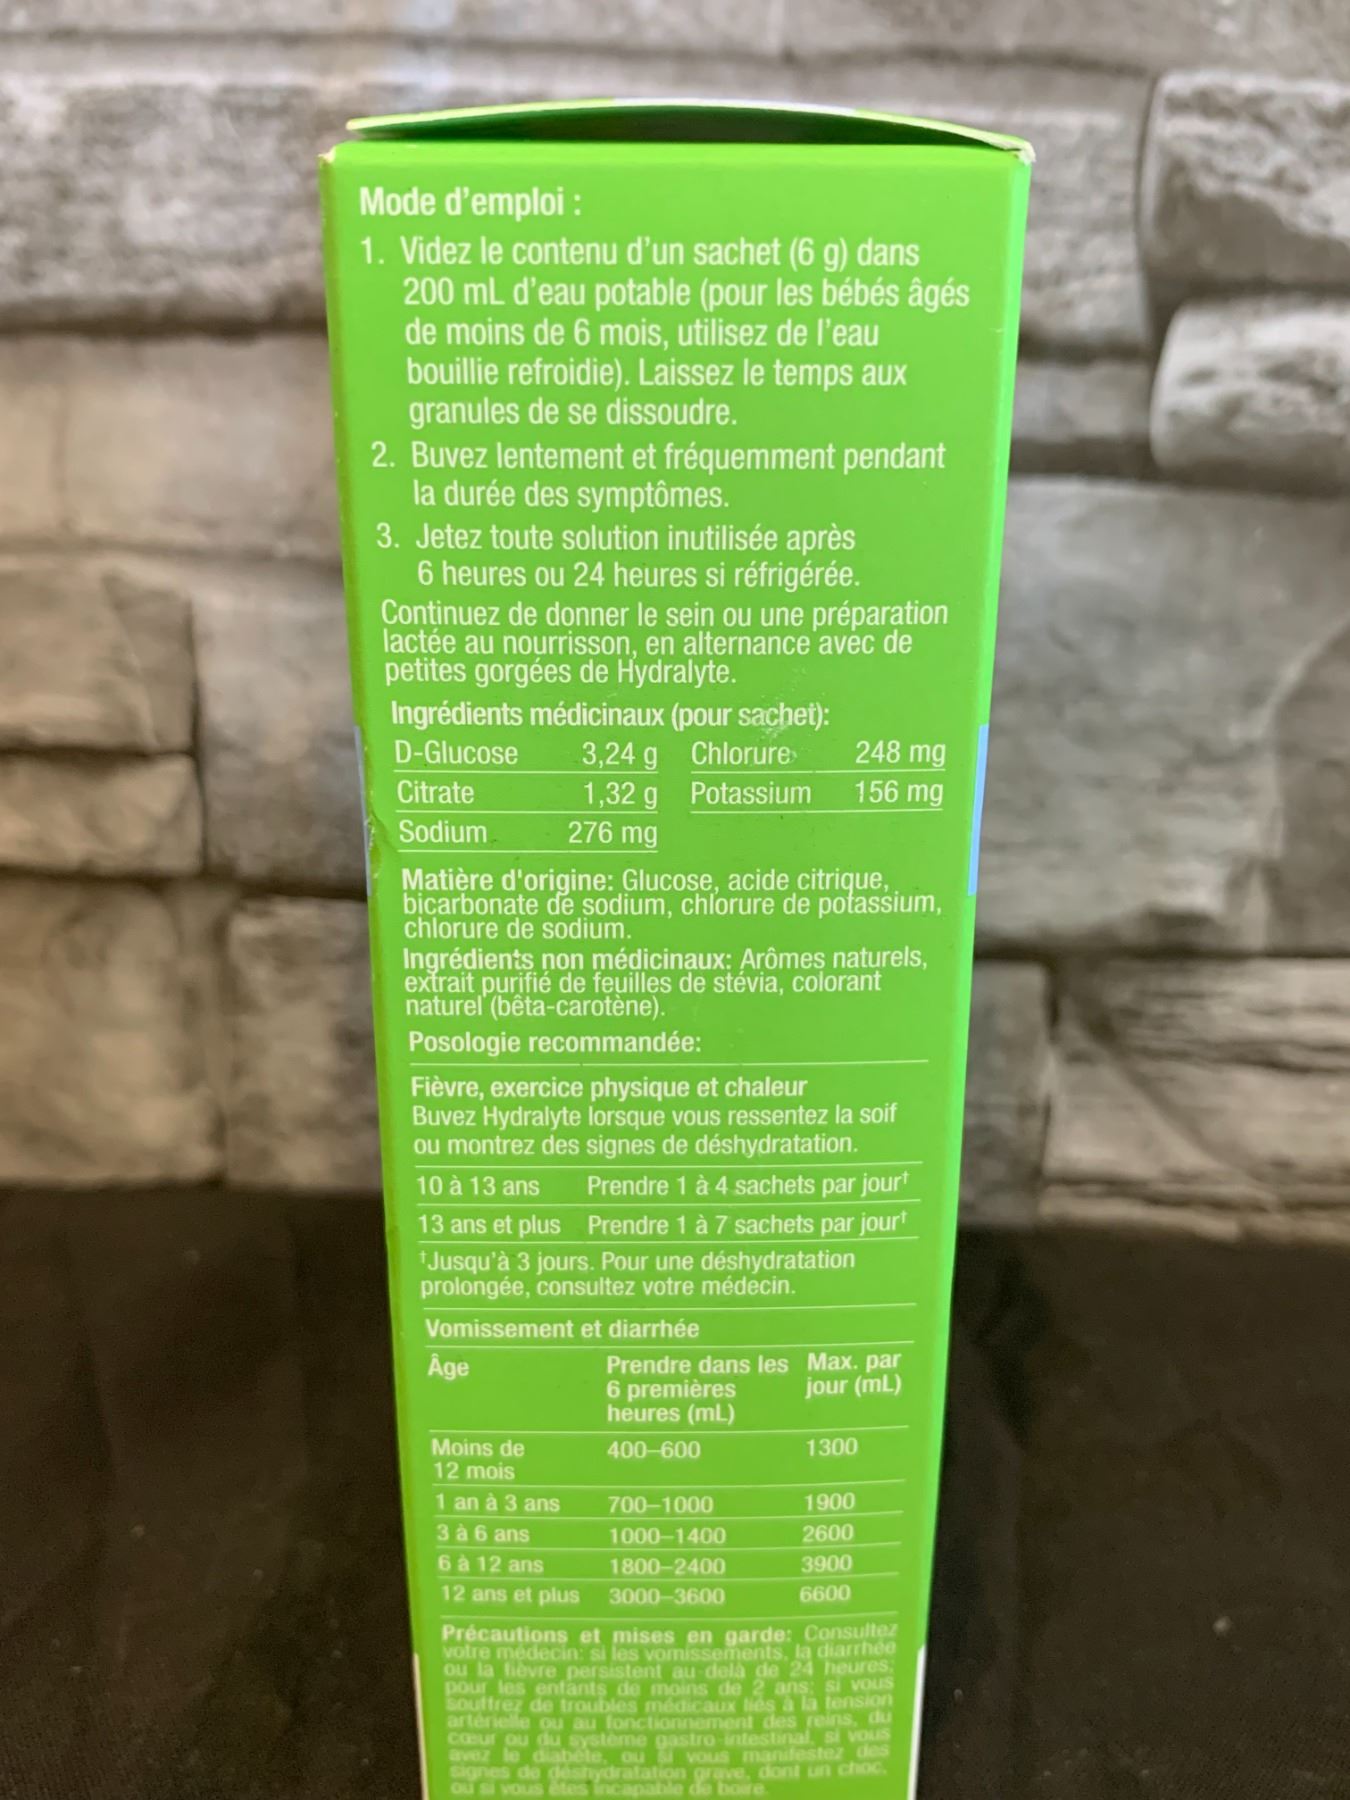 Mode d'emploi :
1. Videz le contenu d'un sachet (6 g) dans
200 mL d'eau potable (pour les bébés âgés
de moins de 6 mois, utilisez de l'eau
bouillie refroidie). Laissez le temps aux
granules de se dissoudre.
2. Buvez lentement et fréquemment pendant
la durée des symptômes.
3. Jetez toute solution inutilisée après
6 heures ou 24 heures si réfrigérée.
Continuez de donner le sein ou une préparation
lactée au nourrisson, en alternance avec de
petites gorgées de Hydralyte.
Ingrédients médicinaux (pour sachet):
D-Glucose 3,24 g Chlorure 248 mg
Citrate 1,32 g Potassium 156 mg
Sodium 276 mg
Matière d'origine: Glucose, acide citrique,
bicarbonate de sodium, chlorure de potassium,
chlorure de sodium.
Ingrédients non médicinaux: Arômes naturels,
extrait purifié de feuilles de stévia, colorant
naturel (bêta-carotène).
Posologie recommandée:
Fièvre, exercice physique et chaleur
Buvez Hydralyte lorsque vous ressentez la soif
ou montrez des signes de déshydratation.
10 à 13 ans Prendre 1 à 4 sachets par jour†
13 ans et plus Prendre 1 à 7 sachets par jour†
†Jusqu'à 3 jours. Pour une déshydratation
prolongée, consultez votre médecin.
Vomissement et diarrhée
Âge Prendre dans les Max. par
6 premières jour (mL)
heures (mL)
Moins de 400–600 1300
12 mois
1 an à 3 ans 700–1000 1900
3 à 6 ans 1000–1400 2600
6 à 12 ans 1800–2400 3900
12 ans et plus 3000–3600 6600
Précautions et mises en garde: Consultez
votre médecin: si les vomissements, la diarrhée
ou la fièvre persistent au-delà de 24 heures;
pour les enfants de moins de 2 ans; si vous
souffrez de troubles médicaux liés à la tension
artérielle ou au fonctionnement des reins, du
cœur ou du système gastro-intestinal, si vous
avez le diabète, ou si vous manifestez des
signes de déshydratation grave, dont un choc,
ou si vous êtes incapable de boire.